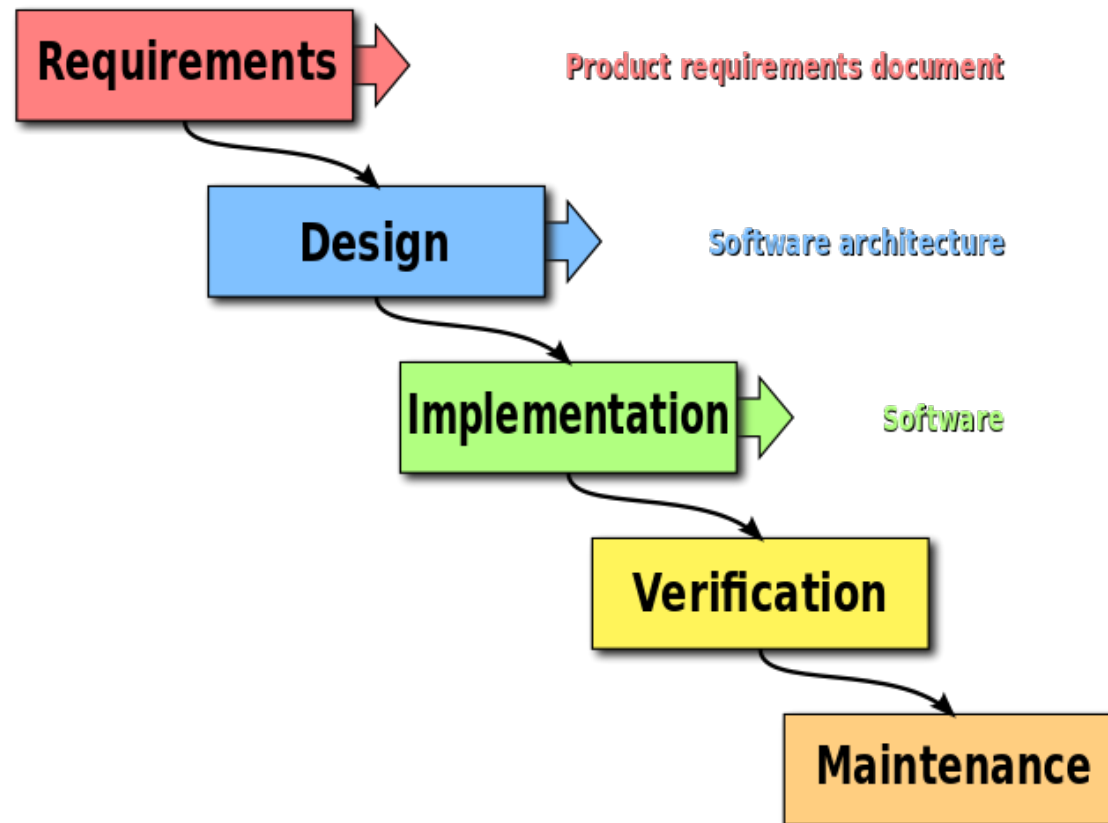 Requirements
Product requirements document
Design
Software architecture
Implementation
Software
Verification
Maintenance